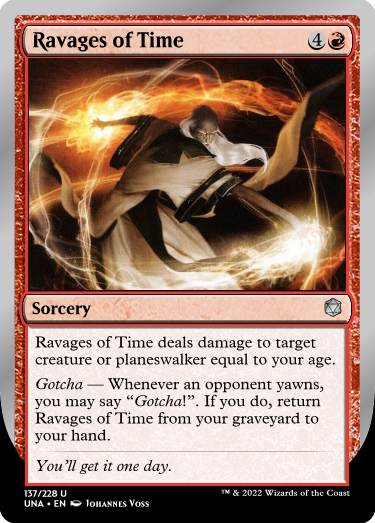 Ravages of Time 4
Sorcery
Ravages of Time deals damage to target
creature or planeswalker equal to your age.
Gotcha — Whenever an opponent yawns,
you may say “Gotcha!”. If you do, return
Ravages of Time from your graveyard to
your hand.
You’ll get it one day.
137/228 U
UNA • EN Johannes Voss
™ & 2022 Wizards of the Coast